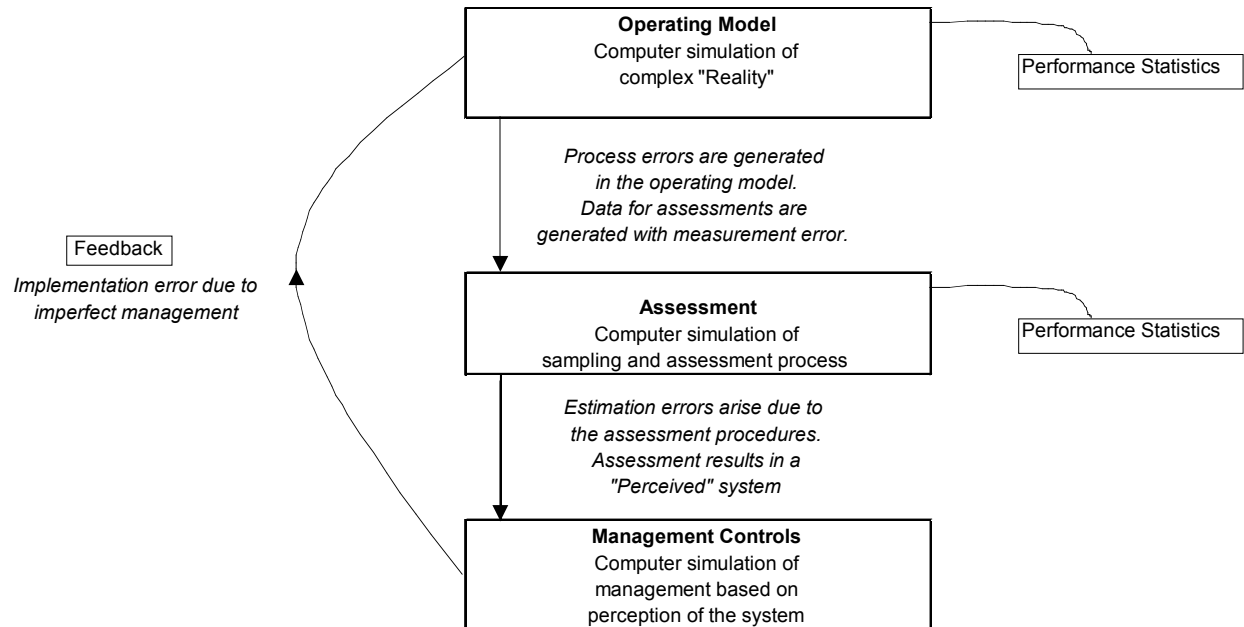 Operating Model
Computer simulation of
complex "Reality"
Performance Statistics
Process errors are generated
in the operating model.
Data for assessments are
generated with measurement error.
Feedback
Implementation error due to
imperfect management
Assessment
Computer simulation of
sampling and assessment process
Performance Statistics
Estimation errors arise due to
the assessment procedures.
Assessment results in a
"Perceived" system
Management Controls
Computer simulation of
management based on
perception of the system